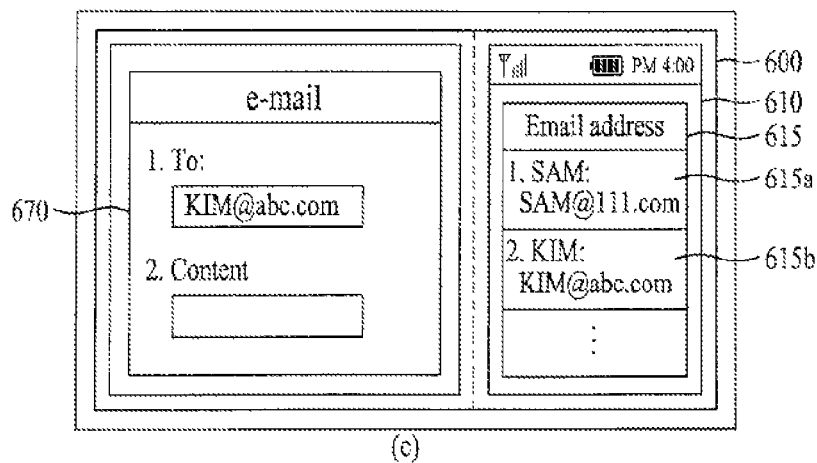 PM 4:00
600
610
e-mail
Email address
615
1. To:
1. SAM:
615a
670
KIM@abc.com
SAM@111.com
2. Content
2. KIM:
615b
KIM@abc.com
(c)